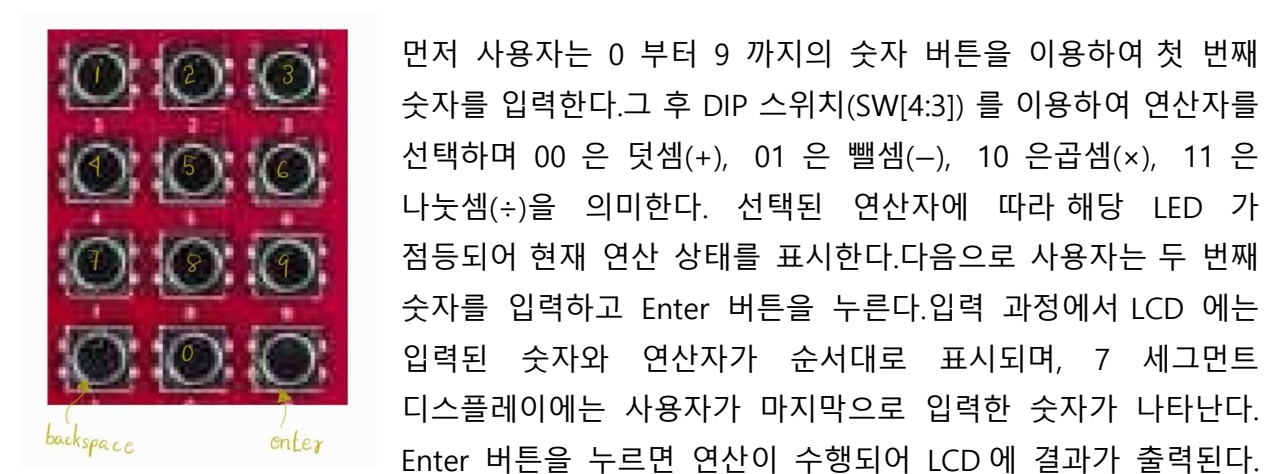 1 2 3
4 5 6
7 8 9
0
backspace enter
먼저 사용자는 0 부터 9 까지의 숫자 버튼을 이용하여 첫 번째
숫자를 입력한다.그 후 DIP 스위치(SW[4:3]) 를 이용하여 연산자를
선택하며 00 은 덧셈(+), 01 은 뺄셈(–), 10 은곱셈(×), 11 은
나눗셈(÷)을 의미한다. 선택된 연산자에 따라 해당 LED 가
점등되어 현재 연산 상태를 표시한다.다음으로 사용자는 두 번째
숫자를 입력하고 Enter 버튼을 누른다.입력 과정에서 LCD 에는
입력된 숫자와 연산자가 순서대로 표시되며, 7 세그먼트
디스플레이에는 사용자가 마지막으로 입력한 숫자가 나타난다.
Enter 버튼을 누르면 연산이 수행되어 LCD 에 결과가 출력된다.